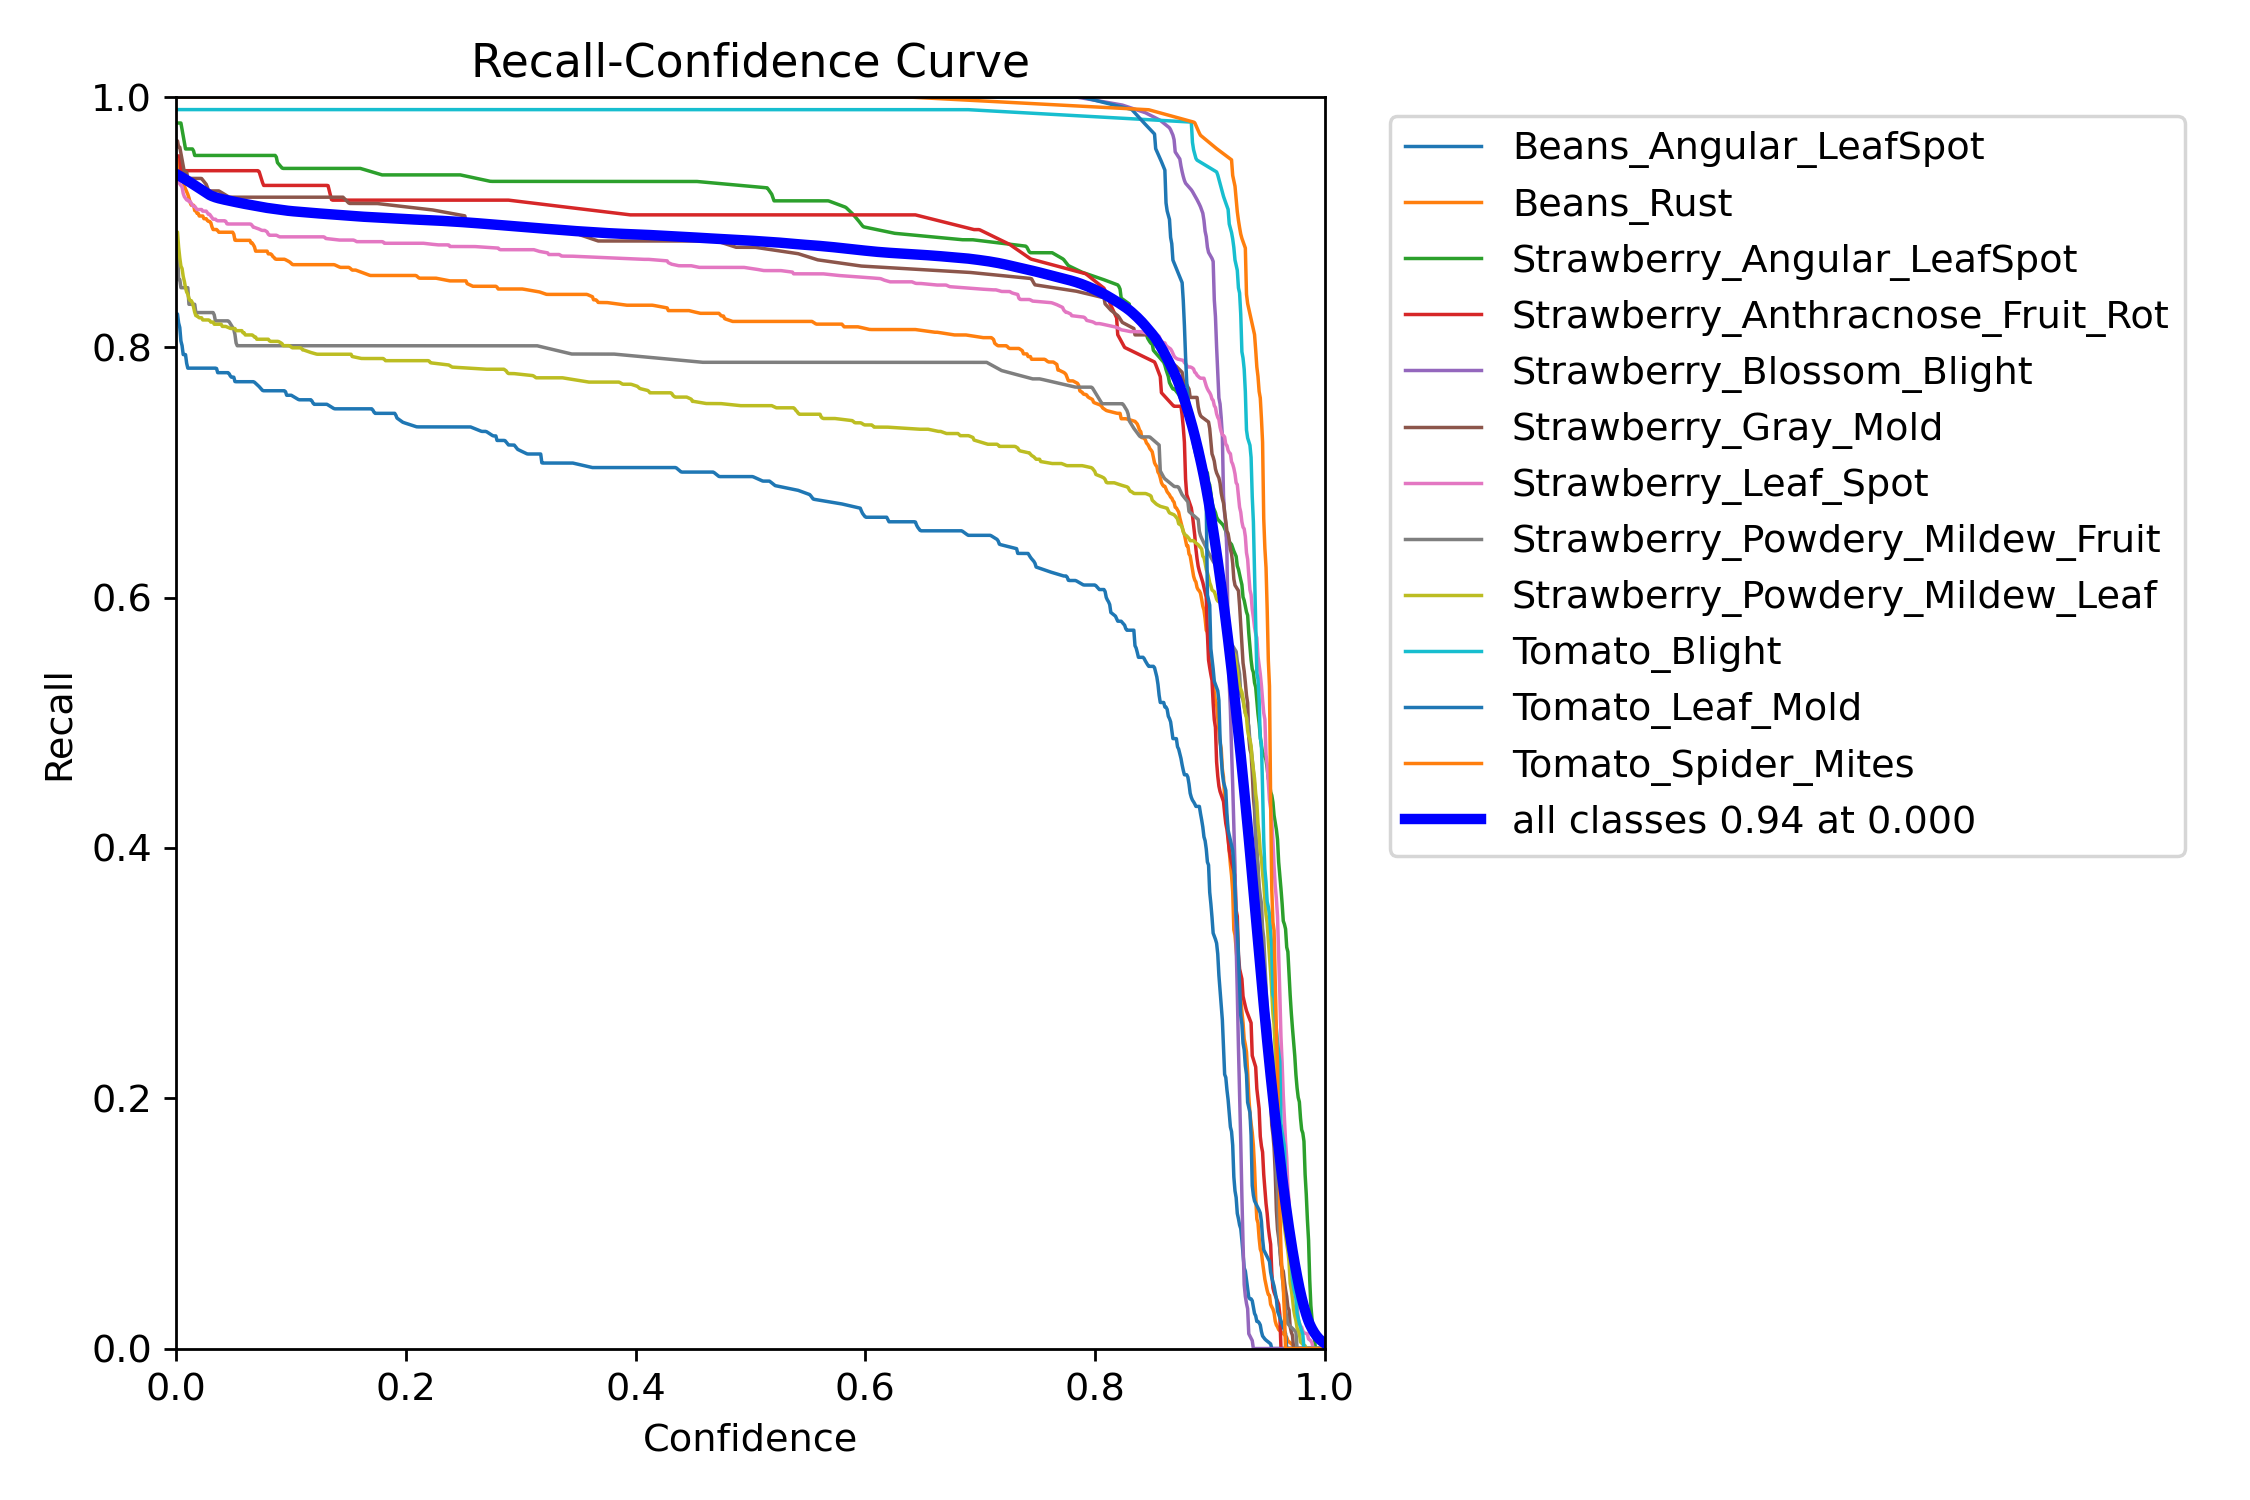 Recall-Confidence Curve
1.0
0.8
0.6
0.4
0.2
0.0
Recall
0.0 0.2 0.4 0.6 0.8 1.0
Confidence
Beans_Angular_LeafSpot
Beans_Rust
Strawberry_Angular_LeafSpot
Strawberry_Anthracnose_Fruit_Rot
Strawberry_Blossom_Blight
Strawberry_Gray_Mold
Strawberry_Leaf_Spot
Strawberry_Powdery_Mildew_Fruit
Strawberry_Powdery_Mildew_Leaf
Tomato_Blight
Tomato_Leaf_Mold
Tomato_Spider_Mites
all classes 0.94 at 0.000